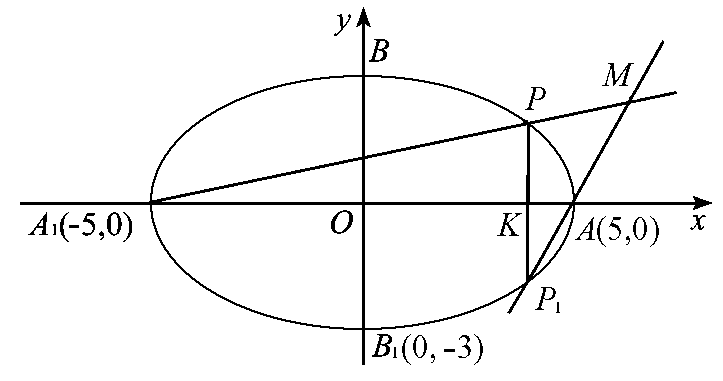 y
B
P
M
A₁(-5,0)
O
K
A(5,0)
x
P₁
B₁(0, -3)